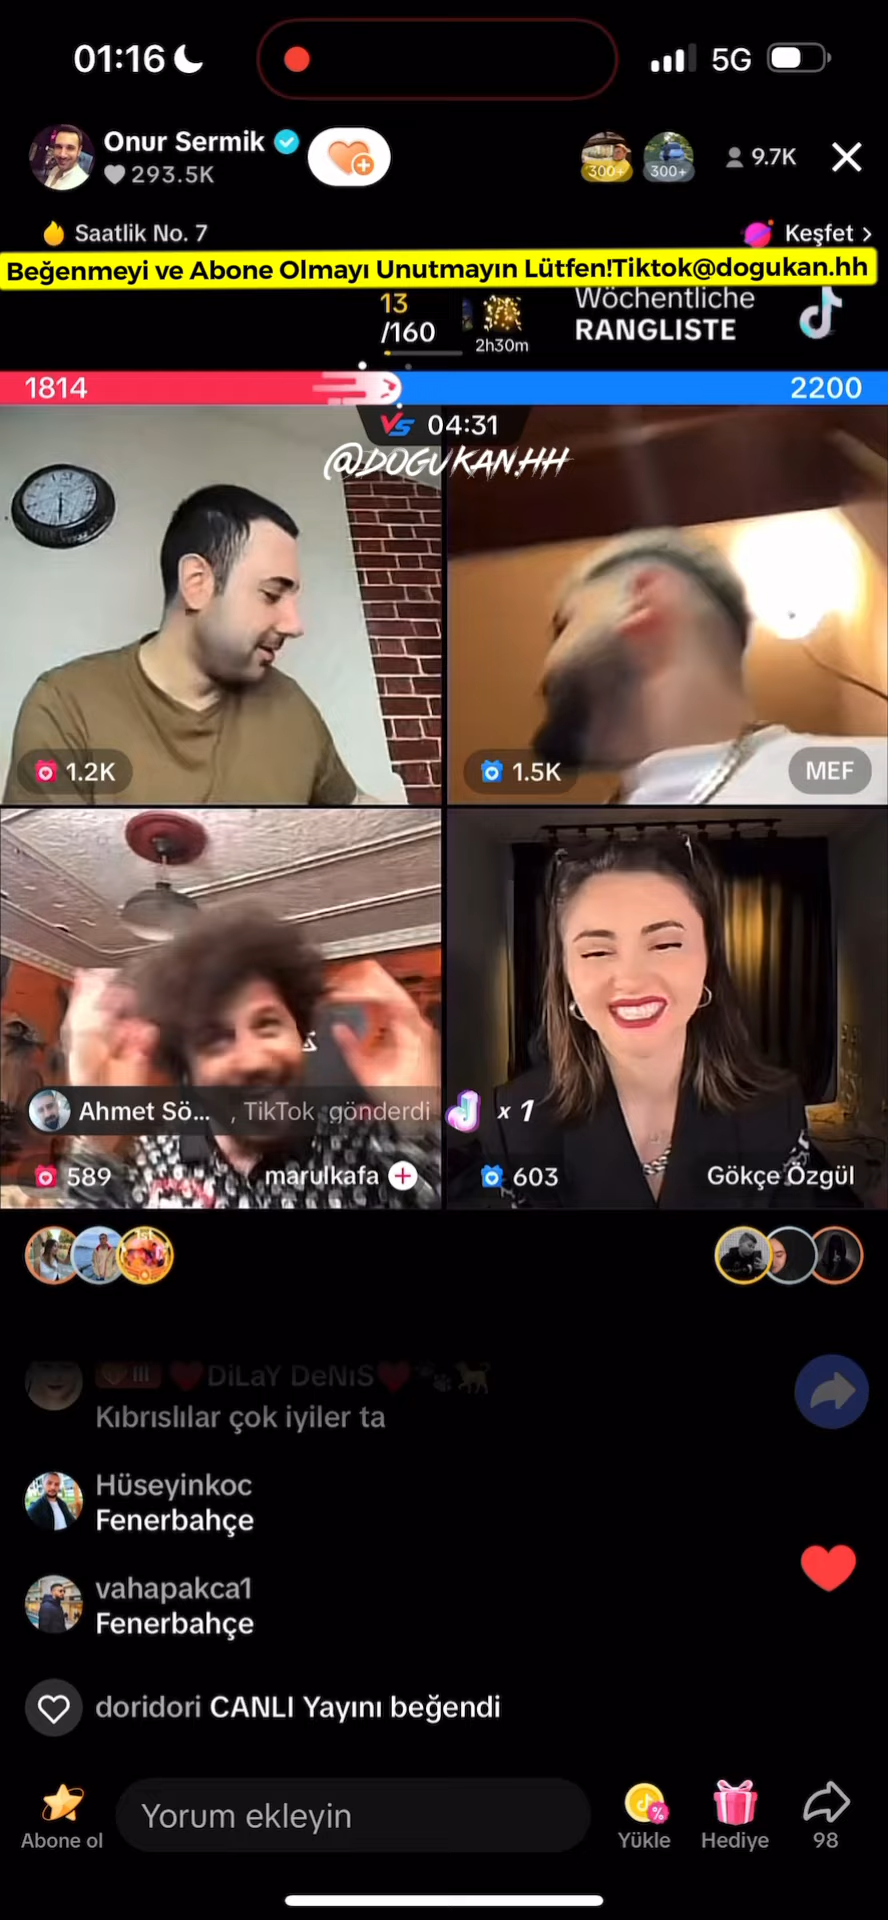 01:16
5G
Onur Sermik
293.5K
300+
300+
9.7K
Saatlik No. 7
Keşfet >
Beğenmeyi ve Abone Olmayı Unutmayın Lütfen!Tiktok@dogukan.hh
13
/160
2h30m
Wöchentliche
RANGLISTE
1814
2200
VS 04:31
@DOGUKAN.HH
1.2K
1.5K
MEF
Ahmet Sö... , TikTok gönderdi x 1
589
marulkafa
603
Gökçe Özgül
DiLaY DeNıS
Kıbrıslılar çok iyiler ta
Hüseyinkoc
Fenerbahçe
vahapakca1
Fenerbahçe
doridori CANLI Yayını beğendi
Abone ol
Yorum ekleyin
Yükle
Hediye
98